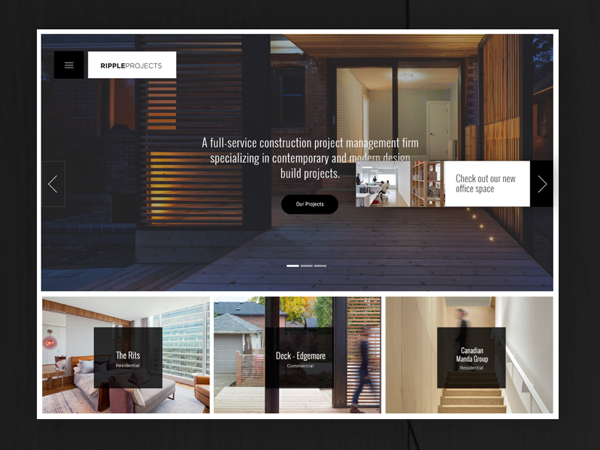 RIPPLEPROJECTS
A full-service construction project management firm
specializing in contemporary and modern design
build projects.
Check out our new
office space
Our Projects
The Rits
Residential
Deck - Edgemore
Commercial
Canadian
Manda Group
Residential